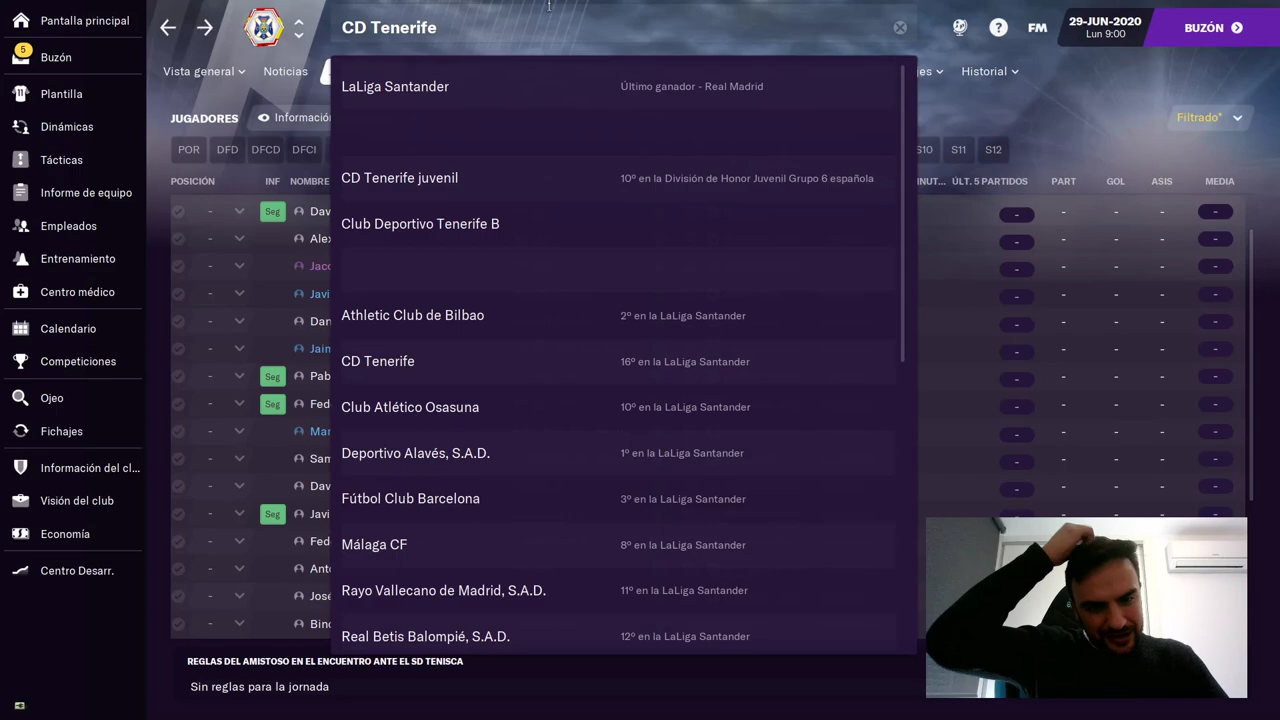 Pantalla principal
5
Buzón
Plantilla
Dinámicas
Tácticas
Informe de equipo
Empleados
Entrenamiento
Centro médico
Calendario
Competiciones
Ojeo
Fichajes
Información del cl...
Visión del club
Economía
Centro Desarr.
CD Tenerife
FM
29-JUN-2020
Lun 9:00
BUZÓN
Vista general
Noticias
Historial
JUGADORES
Filtrado*
POR DFD DFCD DFCI
S10 S11 S12
POSICIÓN INF
PART GOL ASIS MEDIA
ÚLT. 5 PARTIDOS
LaLiga Santander Último ganador - Real Madrid
CD Tenerife juvenil 10º en la División de Honor Juvenil Grupo 6 española
Club Deportivo Tenerife B
Athletic Club de Bilbao 2º en la LaLiga Santander
CD Tenerife 16º en la LaLiga Santander
Club Atlético Osasuna 10º en la LaLiga Santander
Deportivo Alavés, S.A.D. 1º en la LaLiga Santander
Fútbol Club Barcelona 3º en la LaLiga Santander
Málaga CF 8º en la LaLiga Santander
Rayo Vallecano de Madrid, S.A.D. 11º en la LaLiga Santander
Real Betis Balompié, S.A.D. 12º en la LaLiga Santander
Seg
Seg
Seg
Seg
REGLAS DEL AMISTOSO EN EL ENCUENTRO ANTE EL SD TENISCA
Sin reglas para la jornada